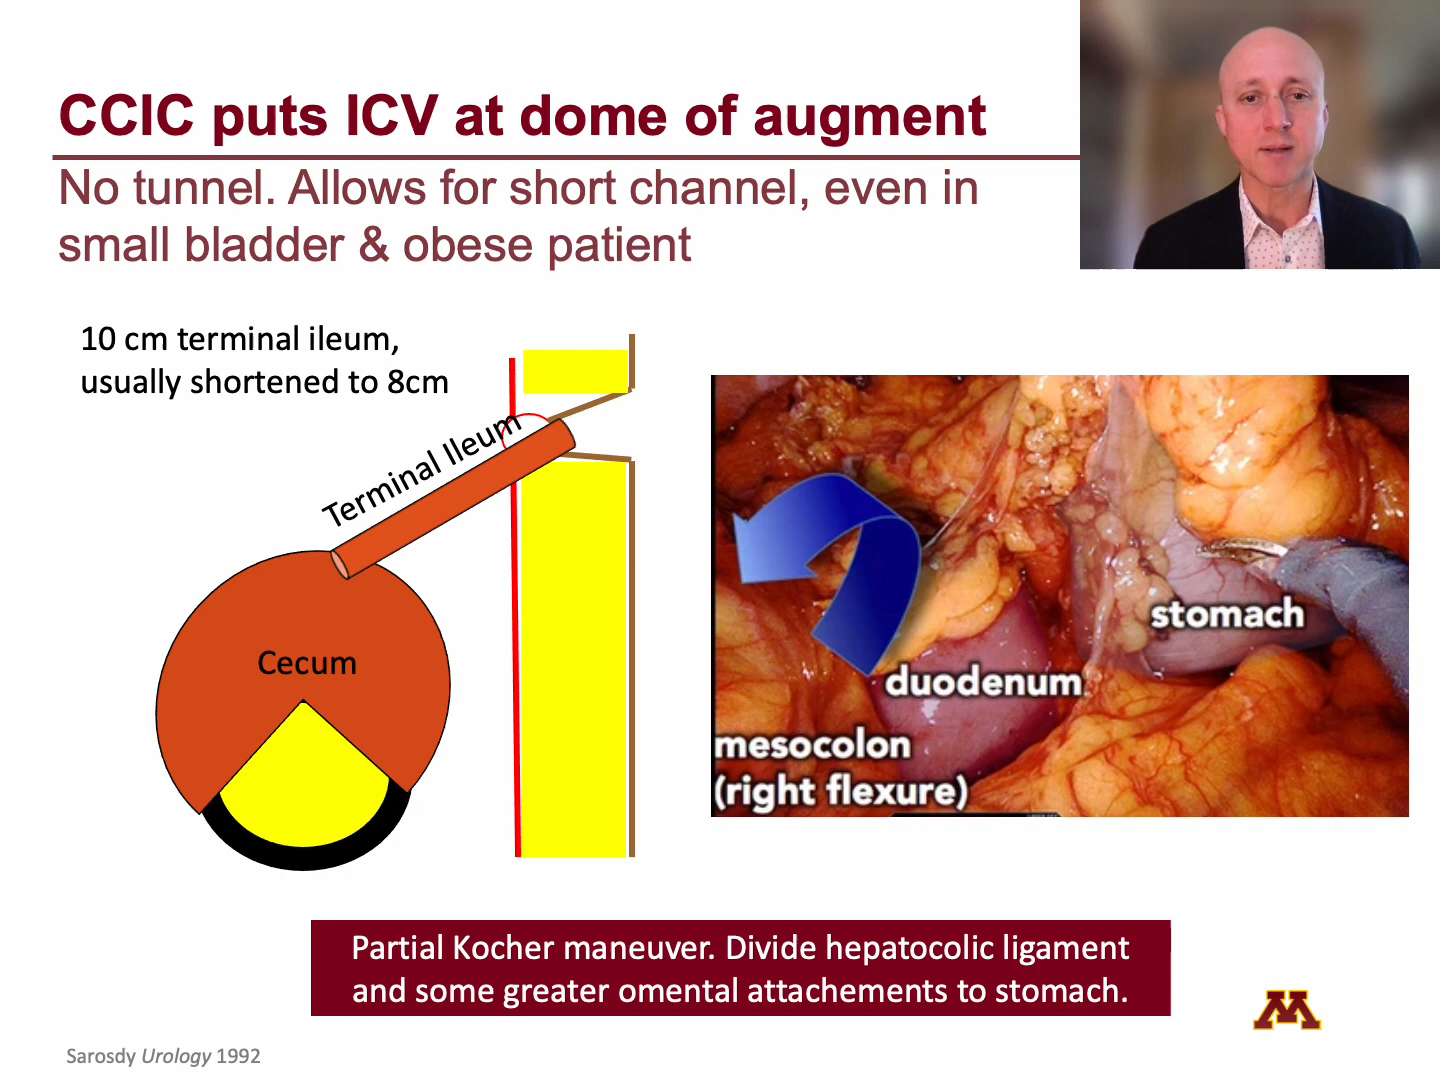 CCIC puts ICV at dome of augment
No tunnel. Allows for short channel, even in
small bladder & obese patient
10 cm terminal ileum,
usually shortened to 8cm
Terminal Ileum
Cecum
stomach
duodenum
mesocolon
(right flexure)
Partial Kocher maneuver. Divide hepatocolic ligament
and some greater omental attachements to stomach.
M
Sarosdy Urology 1992